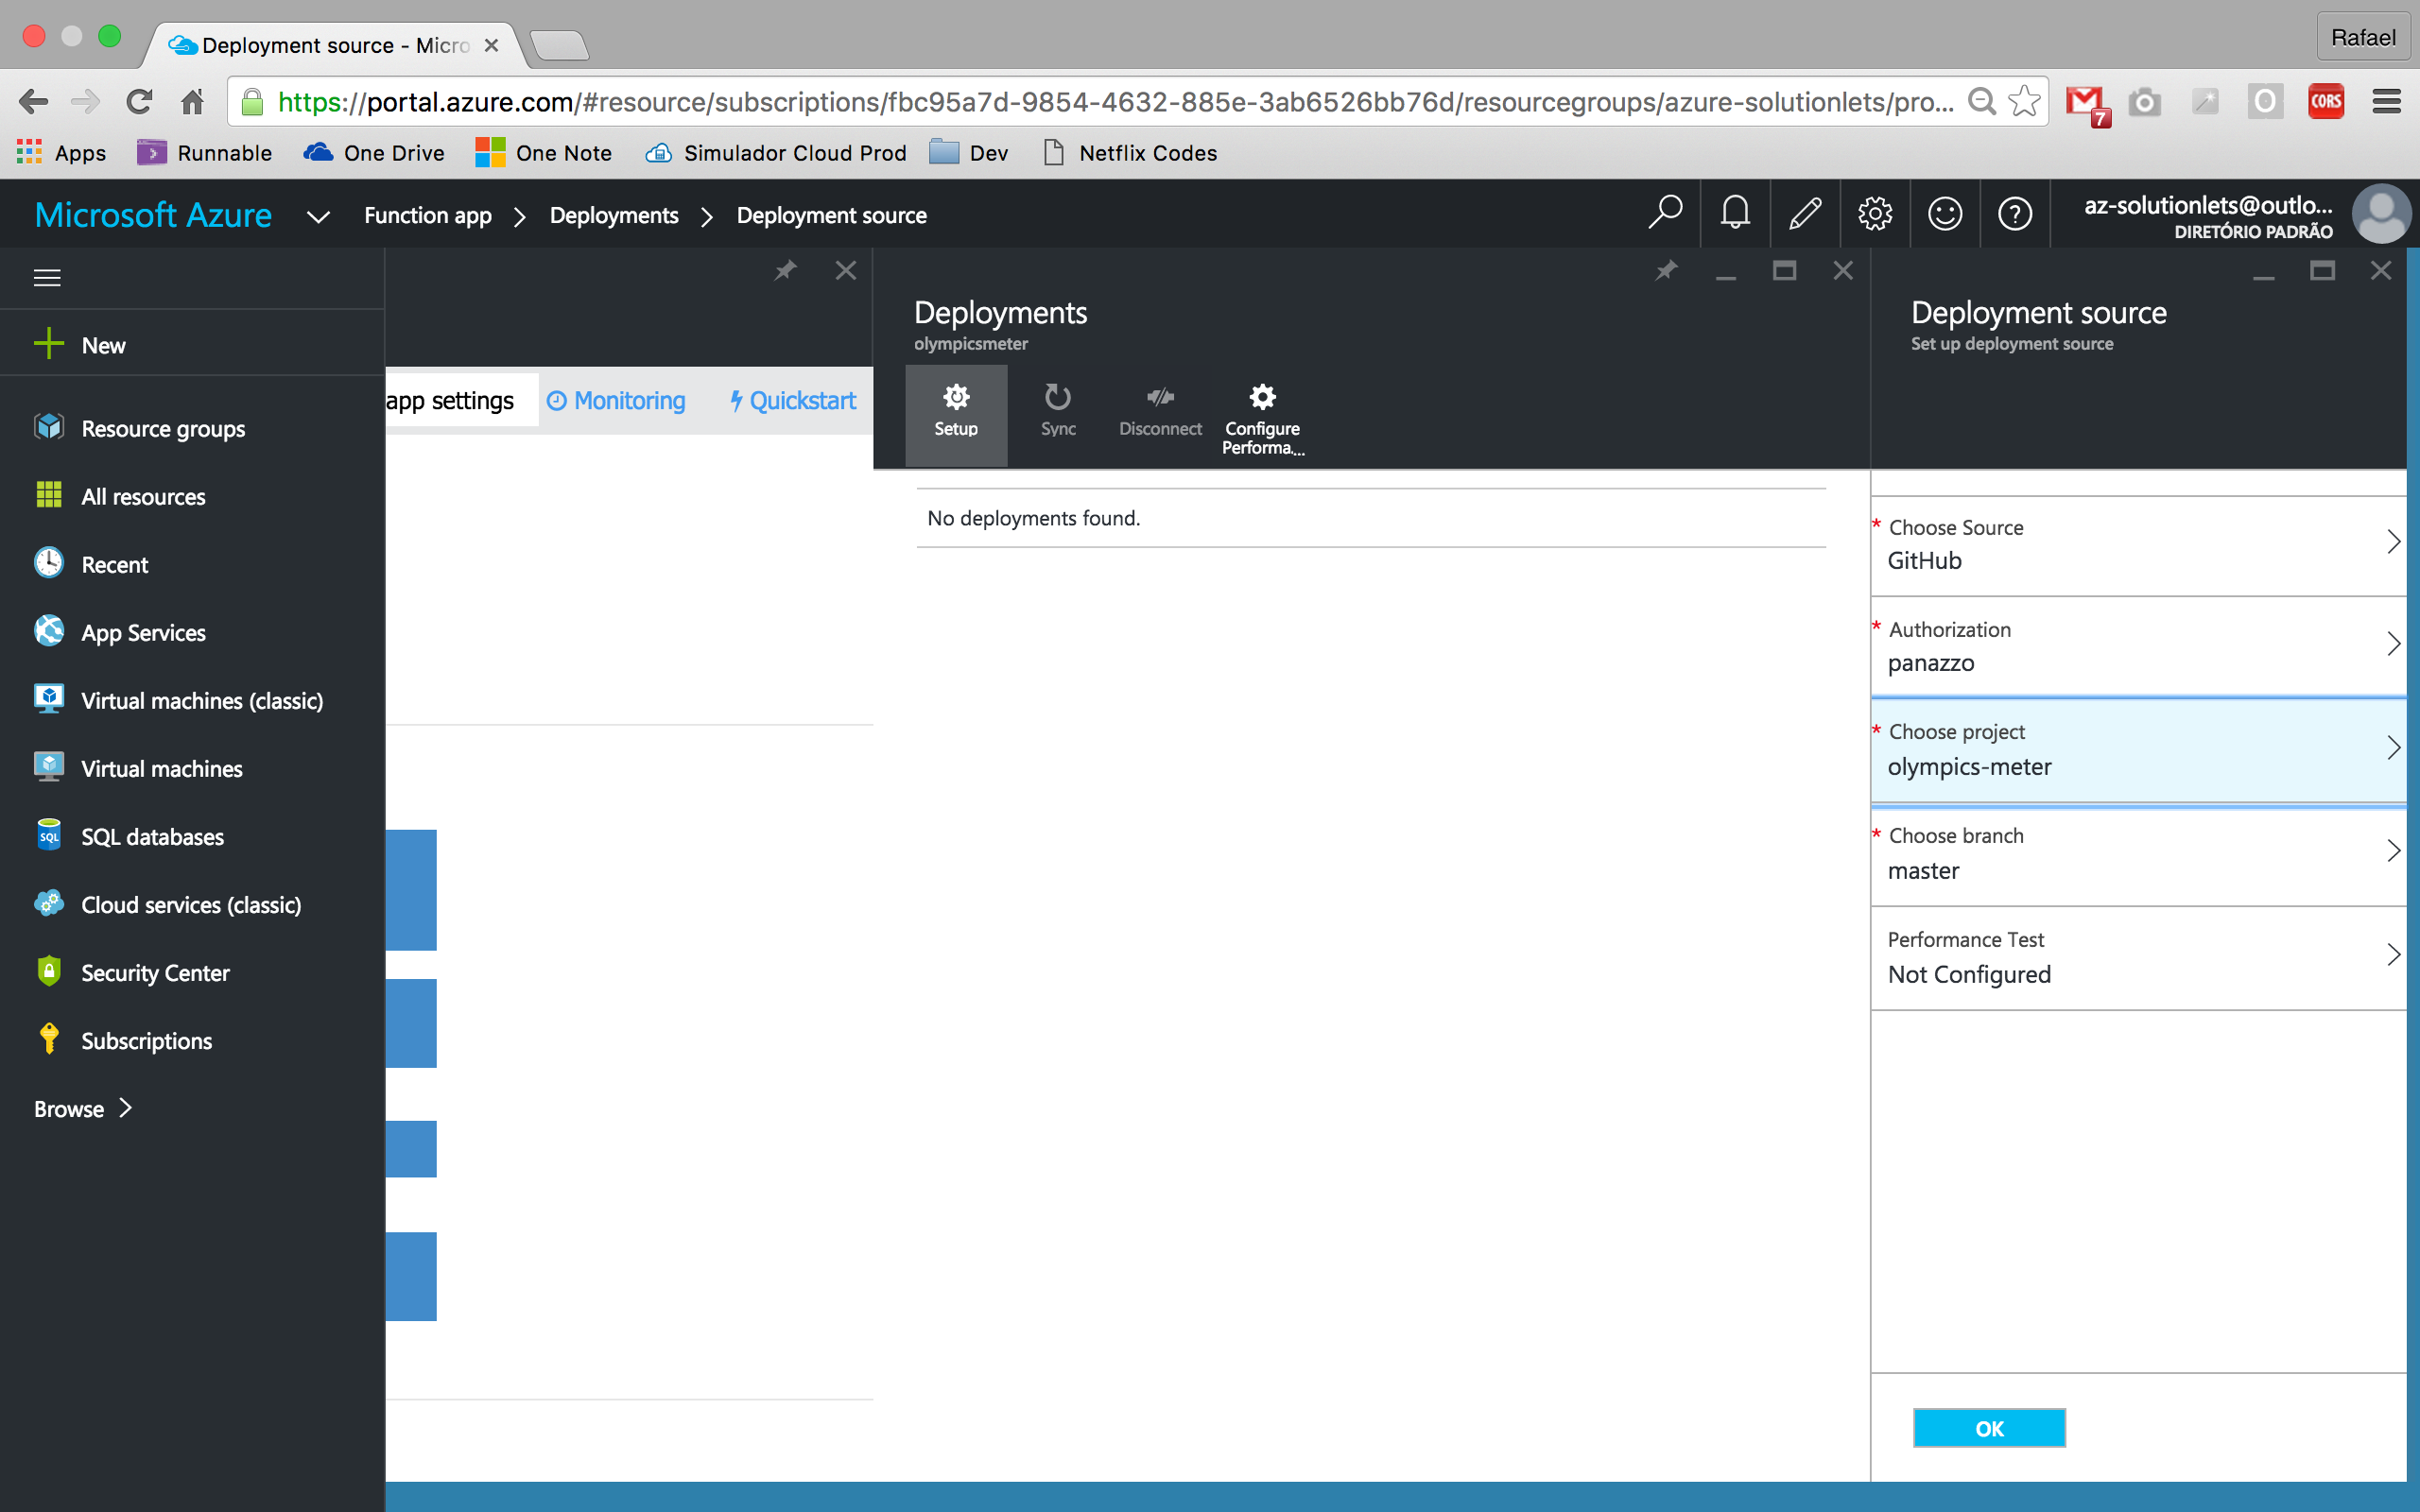 Deployment source - Micro
Rafael
https://portal.azure.com/#resource/subscriptions/fbc95a7d-9854-4632-885e-3ab6526bb76d/resourcegroups/azure-solutionlets/pro...
7
CORS
Apps
Runnable
One Drive
One Note
Simulador Cloud Prod
Dev
Netflix Codes
Microsoft Azure
Function app
Deployments
Deployment source
az-solutionlets@outlo...
DIRETÓRIO PADRÃO
New
Resource groups
All resources
Recent
App Services
Virtual machines (classic)
Virtual machines
SQL
SQL databases
Cloud services (classic)
Security Center
Subscriptions
Browse
app settings
Monitoring
Quickstart
Deployments
olympicsmeter
Setup
Sync
Disconnect
Configure
Performa...
No deployments found.
Deployment source
Set up deployment source
* Choose Source
GitHub
* Authorization
panazzo
* Choose project
olympics-meter
* Choose branch
master
Performance Test
Not Configured
OK